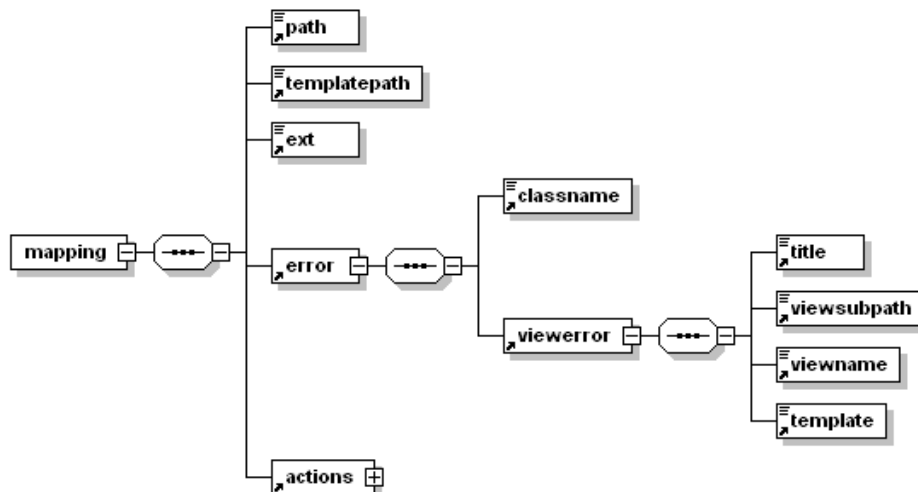 path
templatepath
ext
classname
mapping
error
title
viewsubpath
viewerror
viewname
template
actions